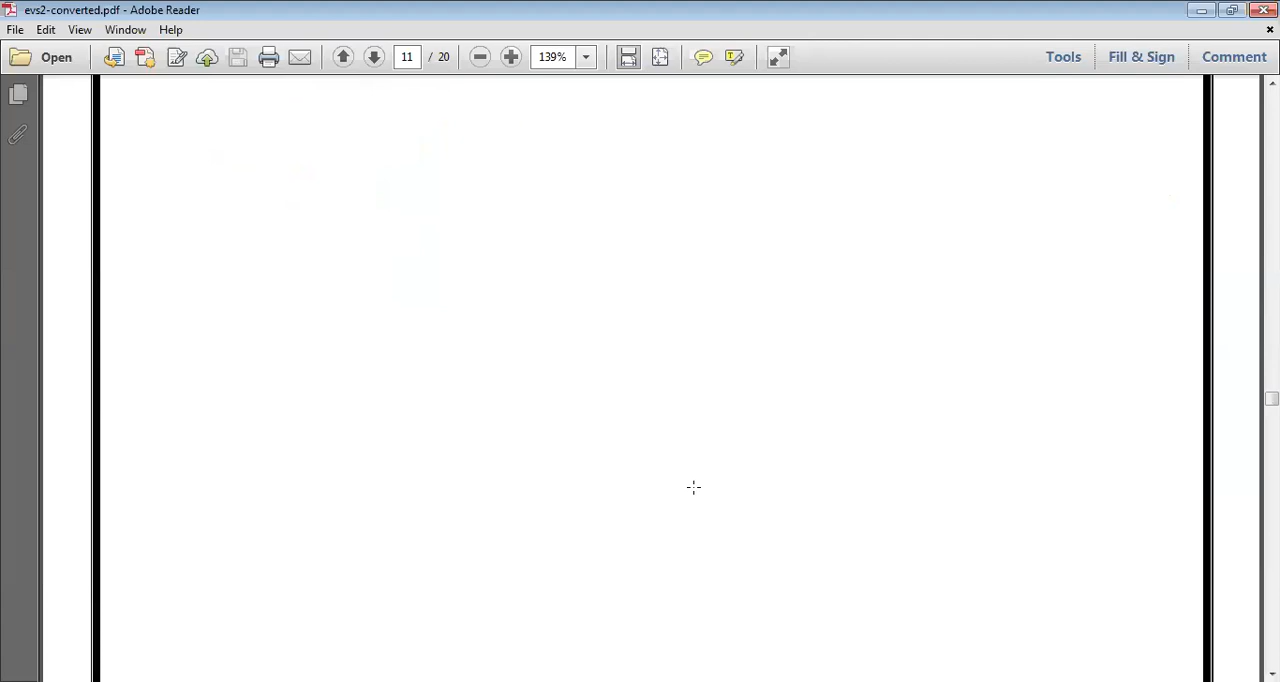 evs2-converted.pdf - Adobe Reader
File Edit View Window Help
Open 11 / 20 139% Tools Fill & Sign Comment